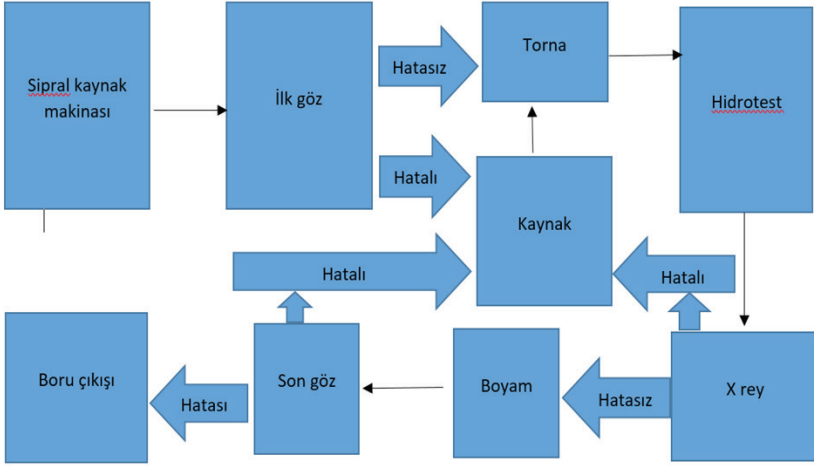 Sipral kaynak
makinası
İlk göz
Hatasız
Torna
Hidrotest
Hatalı
Kaynak
Hatalı
Hatalı
Boru çıkışı
Hatası
Son göz
Boyam
Hatasız
X rey